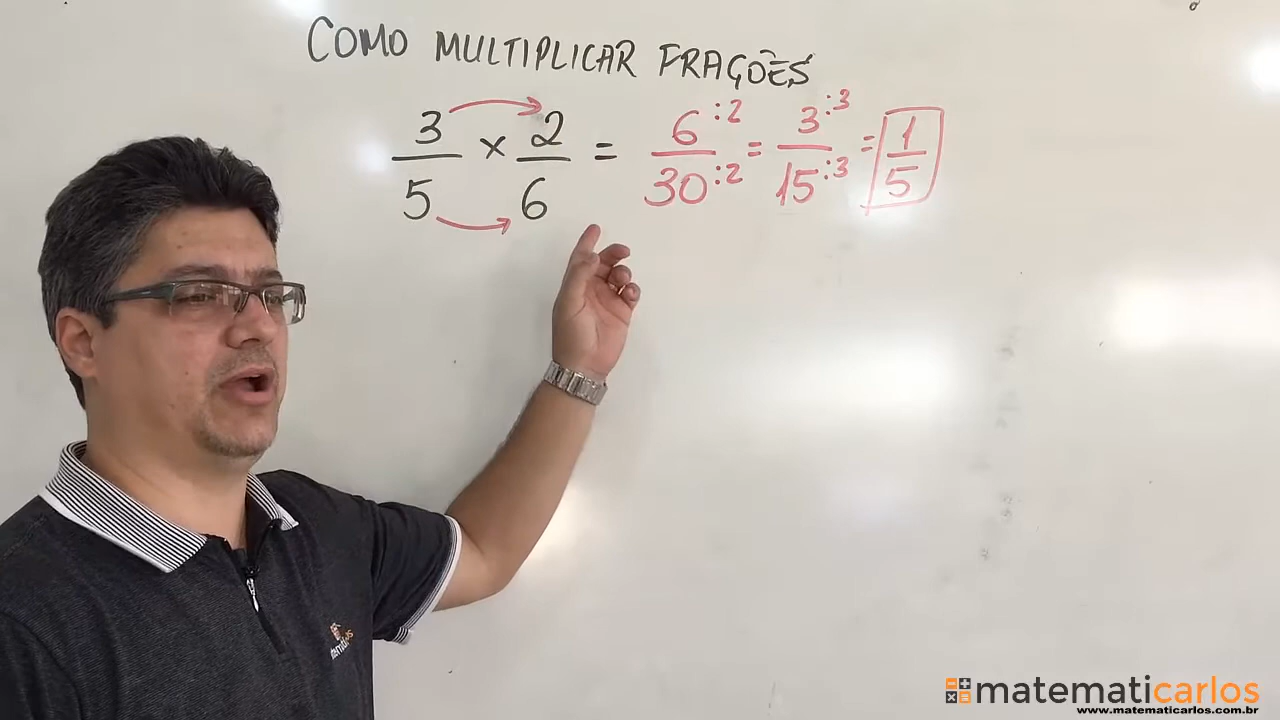 COMO MULTIPLICAR FRAÇÕES
3/5 × 2/6 = 6:2/30:2 = 3:3/15:3 = 1/5
matematicarlos
www.matematicarlos.com.br